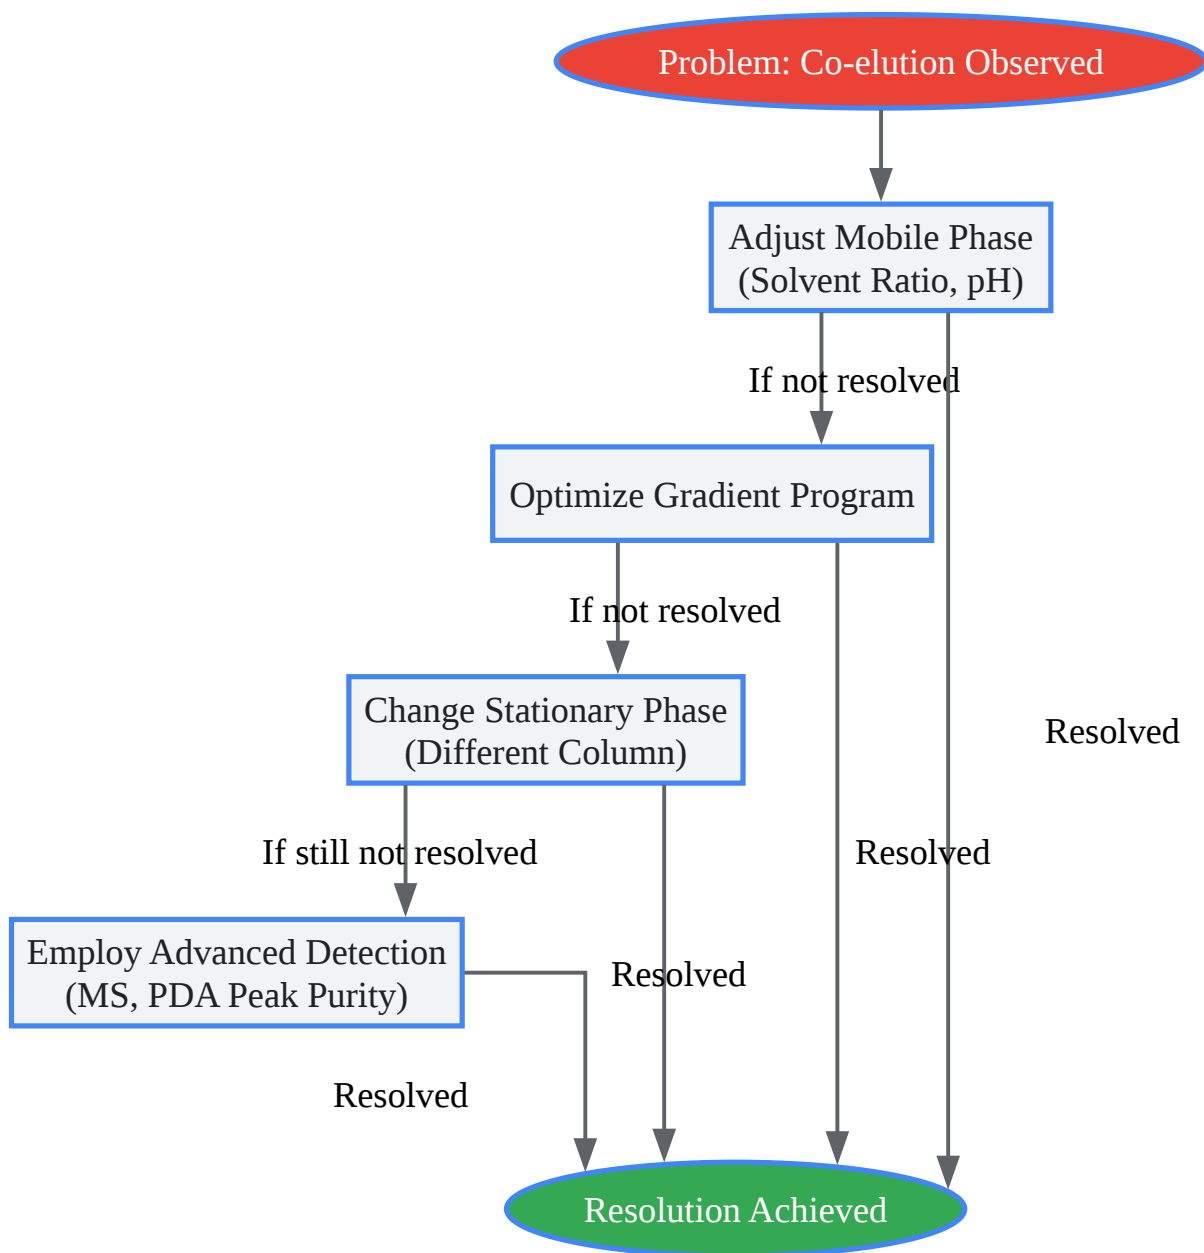 Problem: Co-elution Observed
Adjust Mobile Phase
(Solvent Ratio, pH)
If not resolved
Optimize Gradient Program
If not resolved
Change Stationary Phase
(Different Column)
Resolved
If still not resolved
Resolved
Employ Advanced Detection
(MS, PDA Peak Purity)
Resolved
Resolved
Resolution Achieved